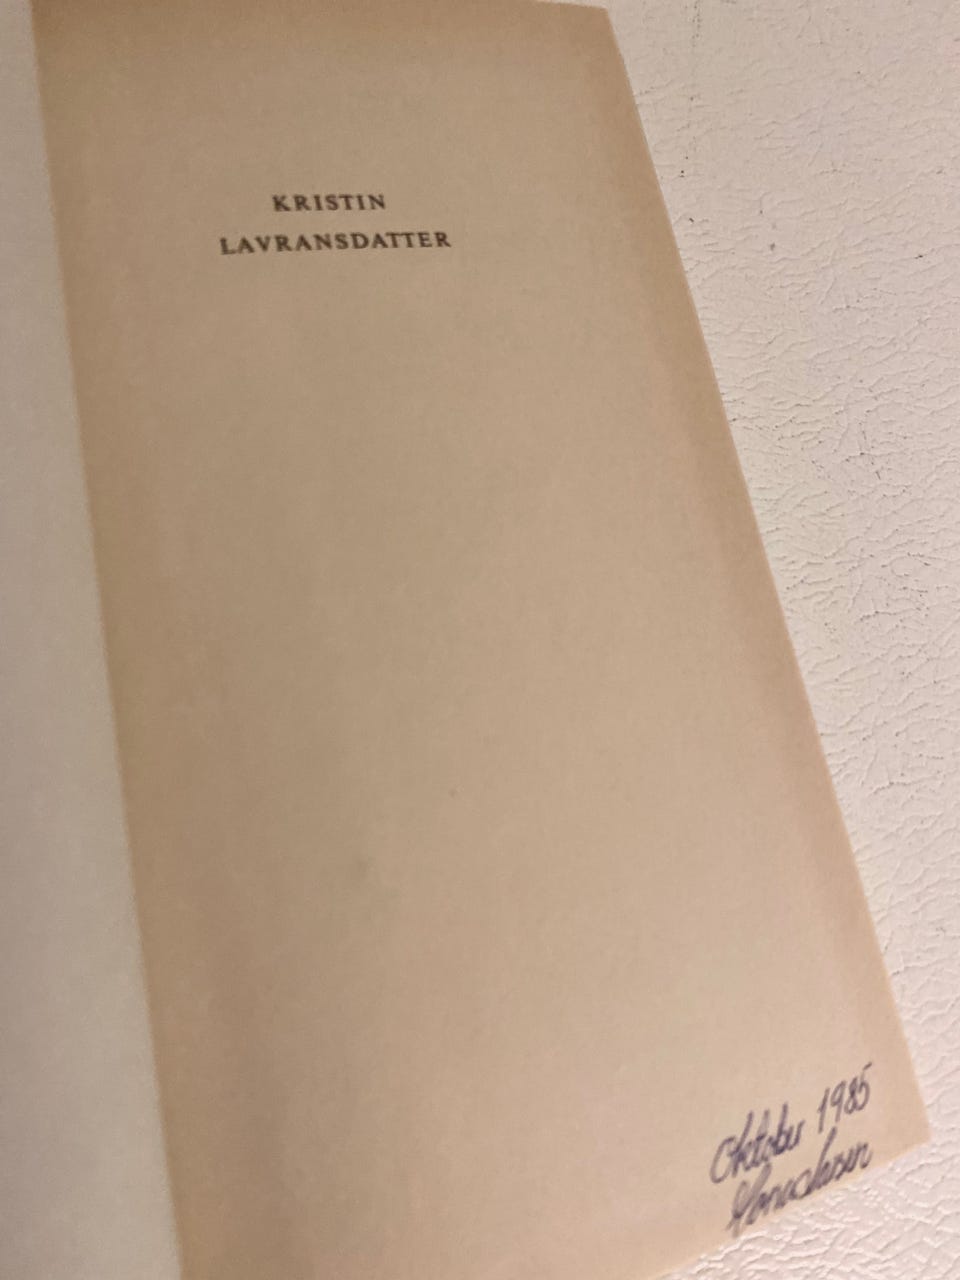 KRISTIN
LAVRANSDATTER
Oktober 1985